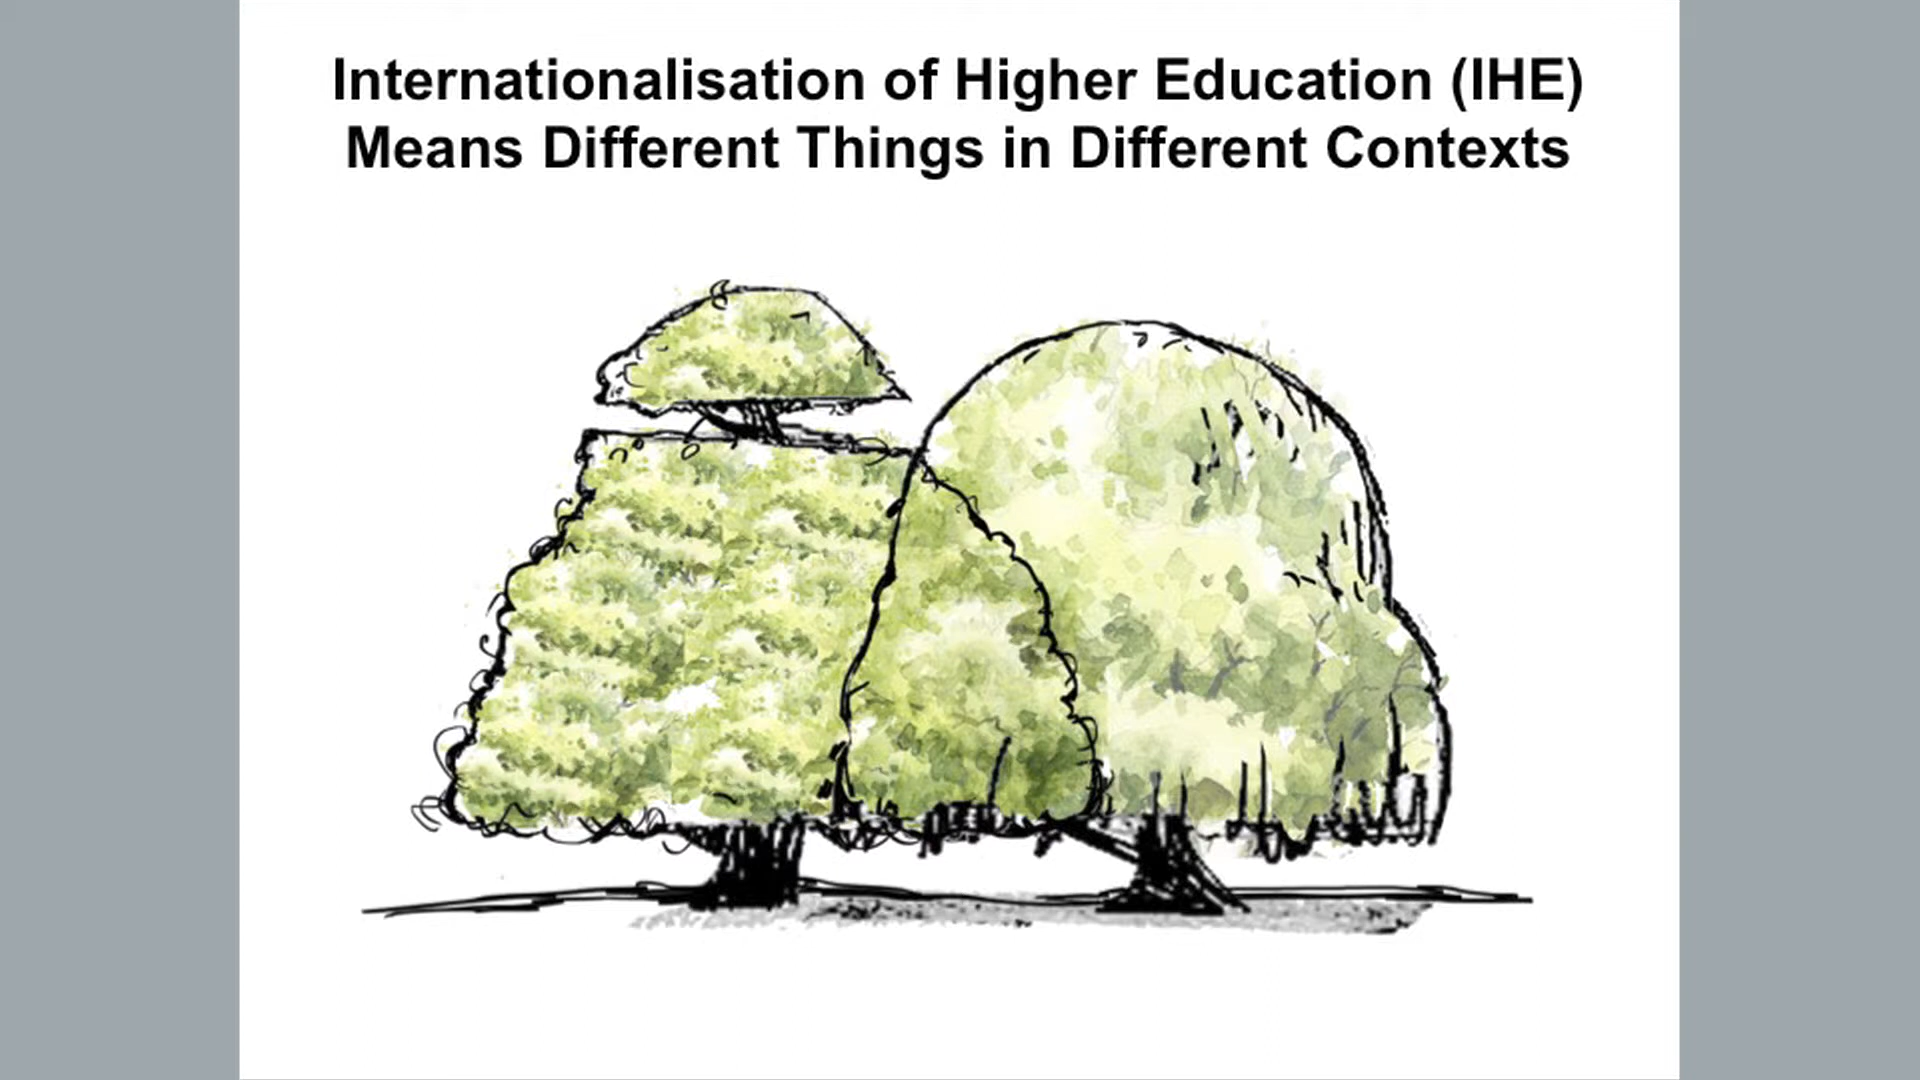 Internationalisation of Higher Education (IHE)
Means Different Things in Different Contexts